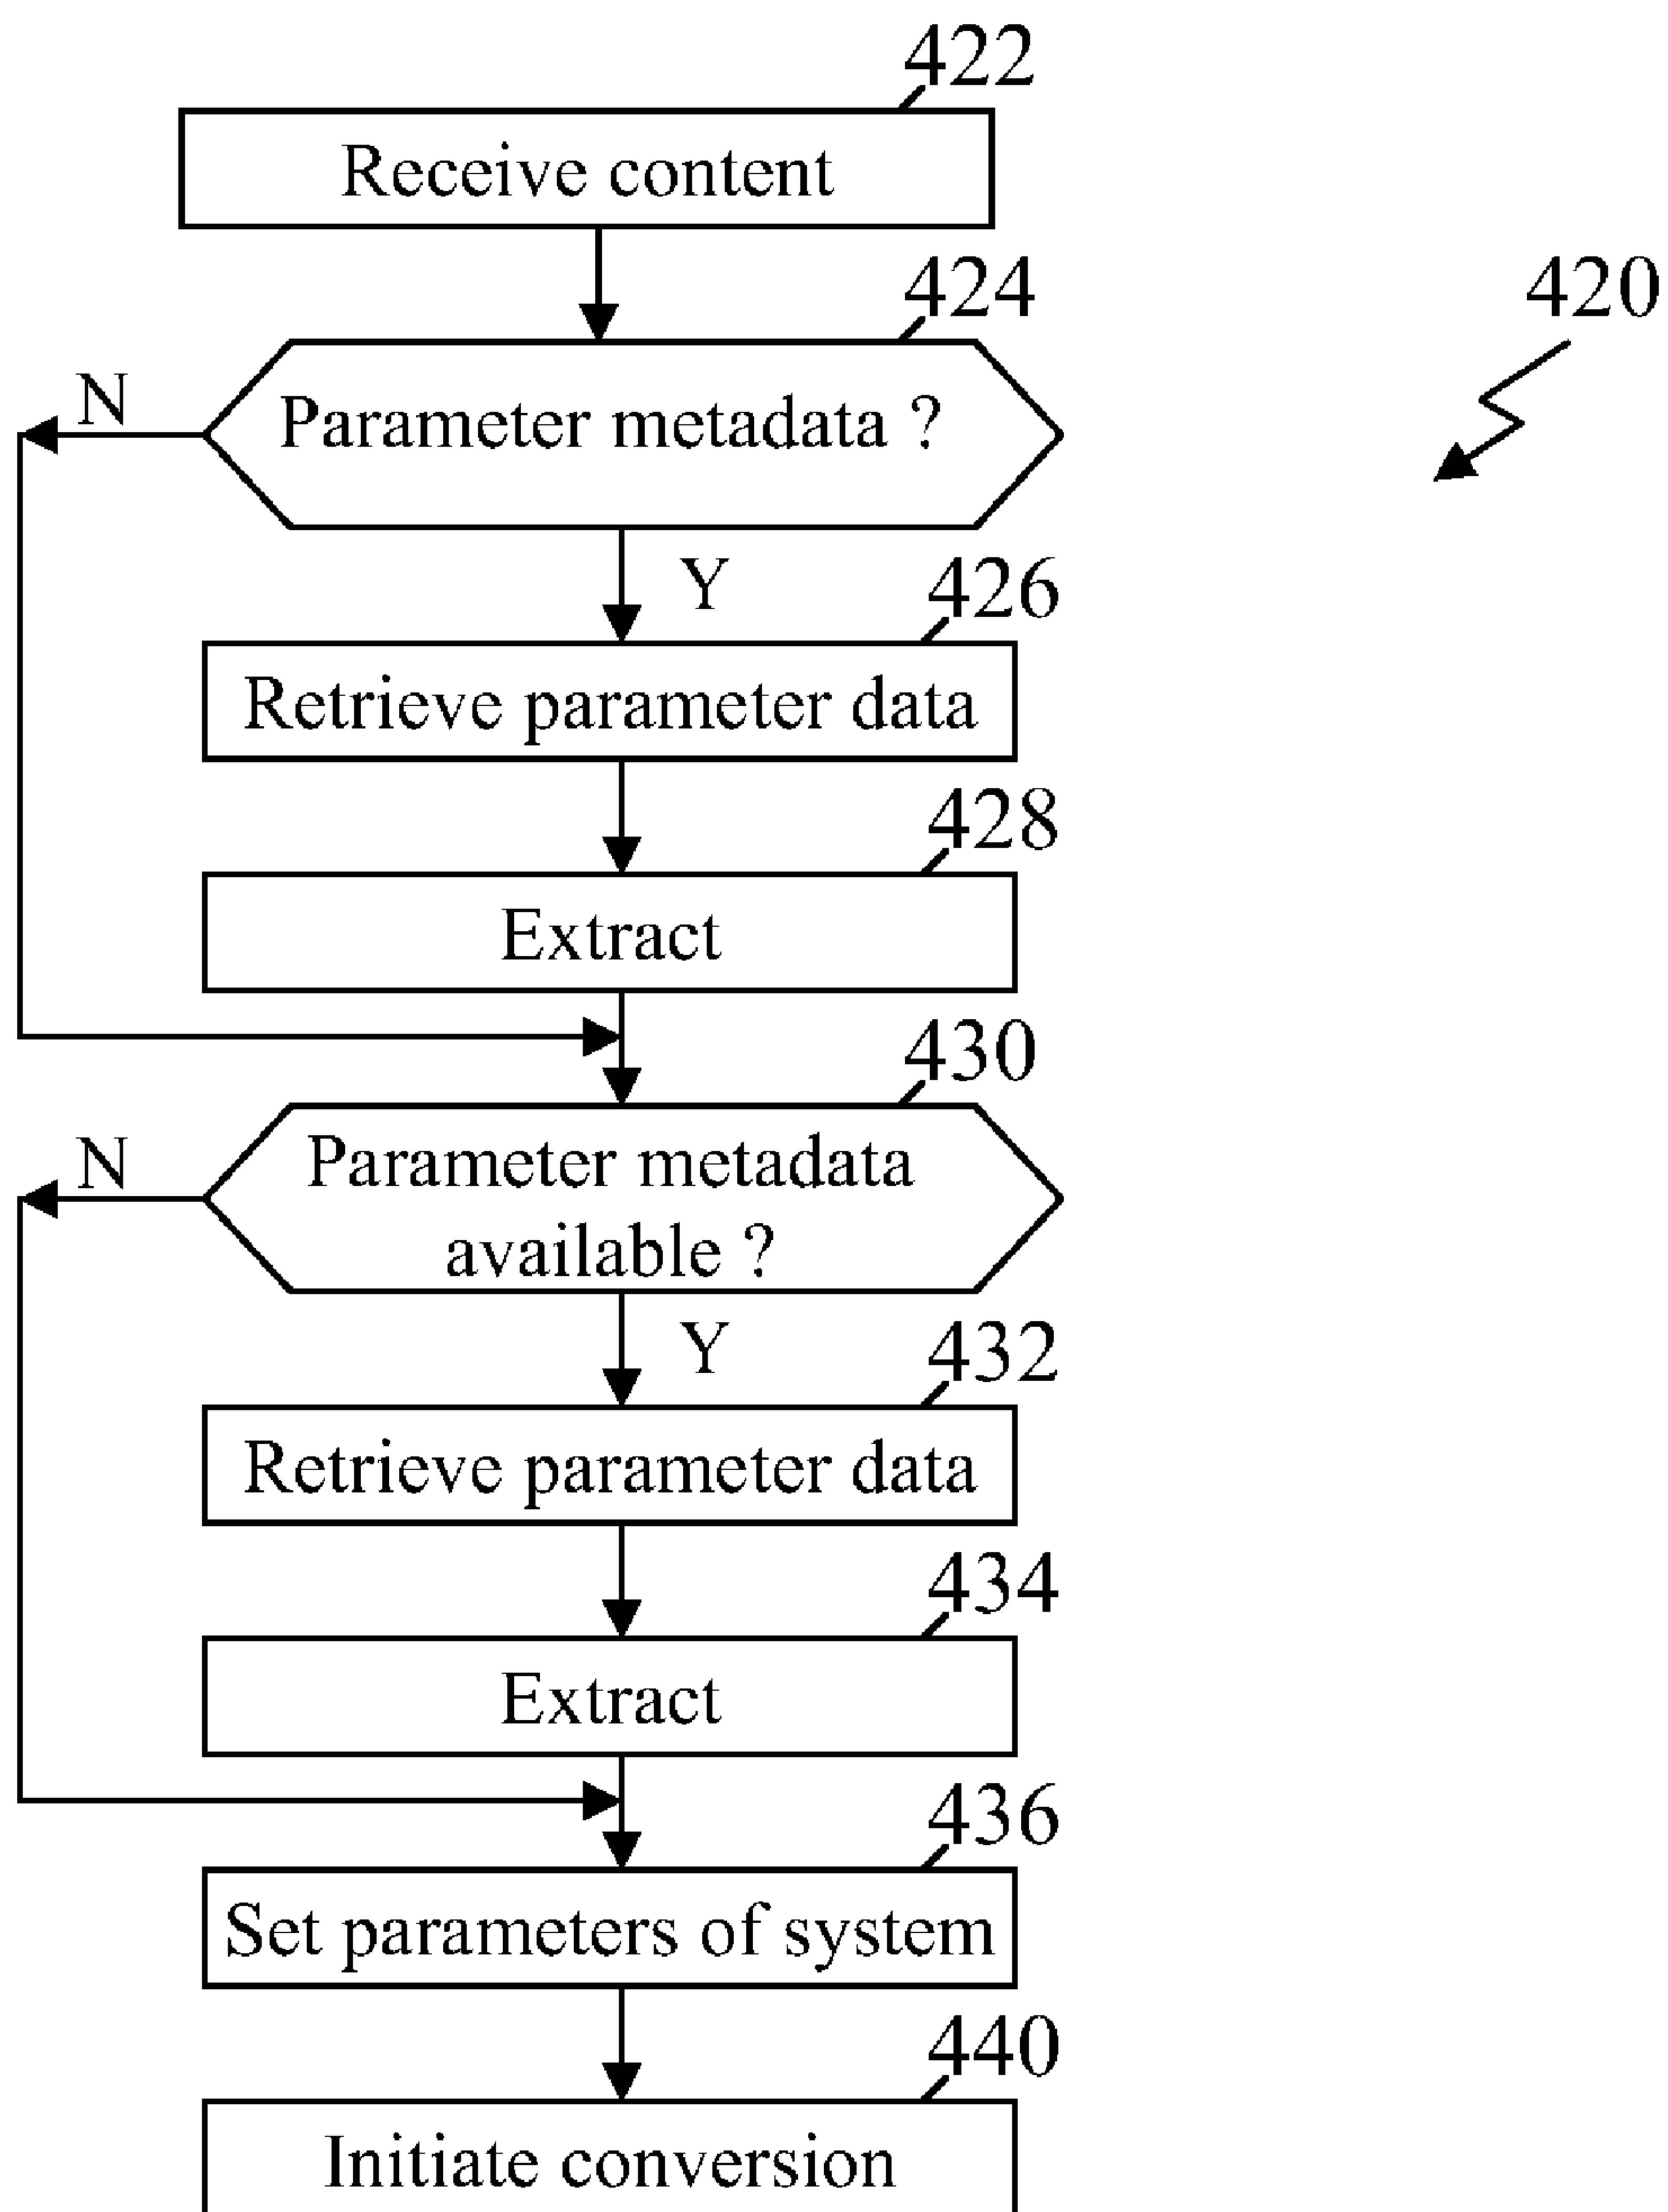 422
Receive content
424
420
N
Parameter metadata ?
Y
426
Retrieve parameter data
428
Extract
430
N
Parameter metadata
available ?
Y
432
Retrieve parameter data
434
Extract
436
Set parameters of system
440
Initiate conversion